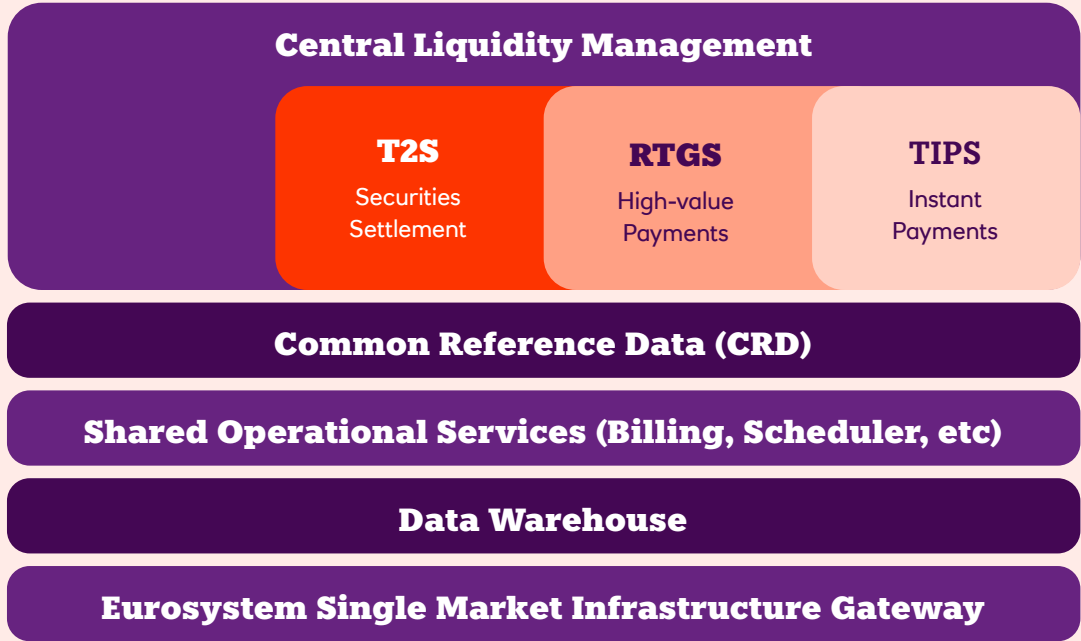 Central Liquidity Management
T2S
Securities
Settlement
RTGS
High-value
Payments
TIPS
Instant
Payments
Common Reference Data (CRD)
Shared Operational Services (Billing, Scheduler, etc)
Data Warehouse
Eurosystem Single Market Infrastructure Gateway